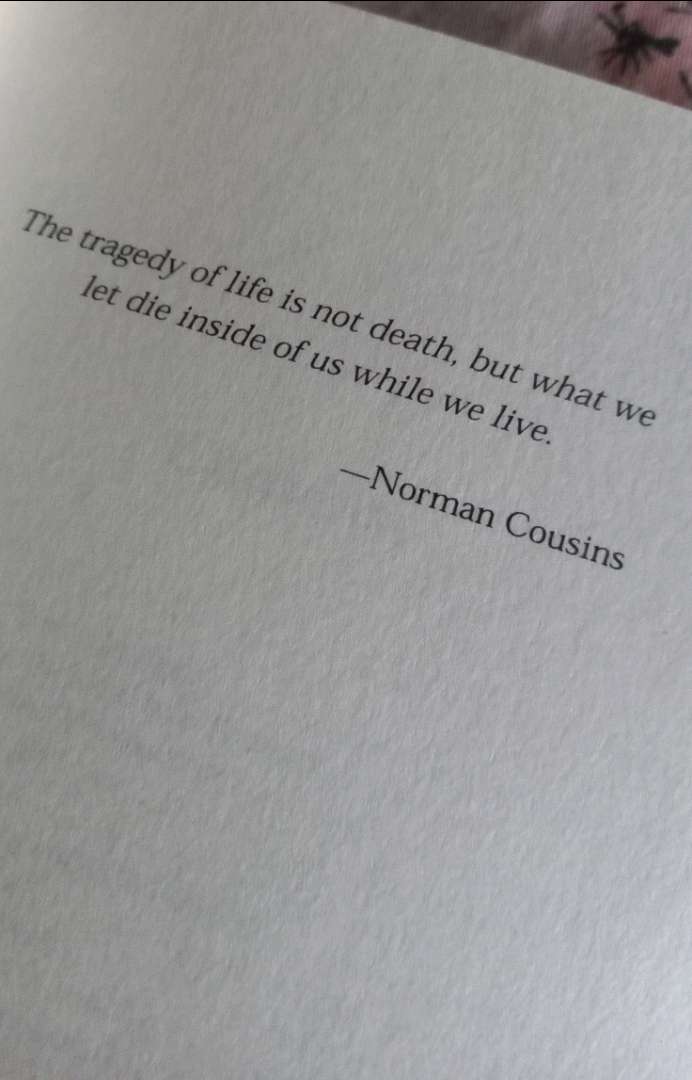 The tragedy of life is not death, but what we
let die inside of us while we live.
—Norman Cousins